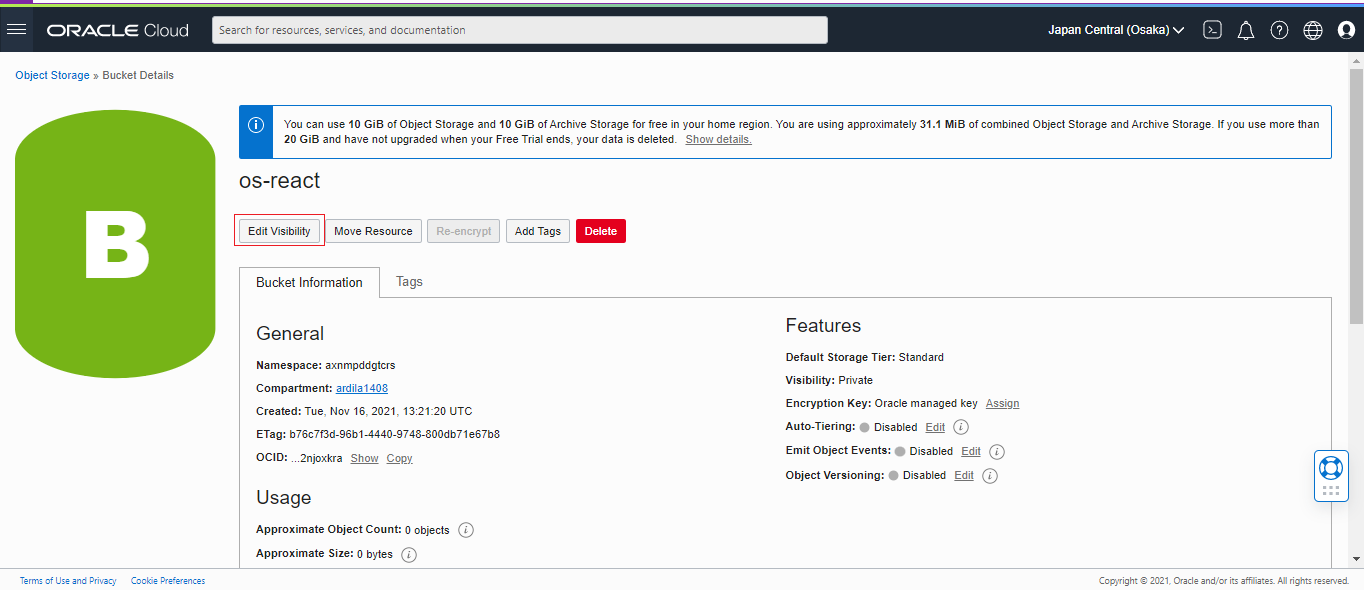 ORACLE Cloud
Search for resources, services, and documentation
Japan Central (Osaka)
Object Storage » Bucket Details
B
You can use 10 GiB of Object Storage and 10 GiB of Archive Storage for free in your home region. You are using approximately 31.1 MiB of combined Object Storage and Archive Storage. If you use more than
20 GiB and have not upgraded when your Free Trial ends, your data is deleted. Show details.
os-react
Edit Visibility
Move Resource
Re-encrypt
Add Tags
Delete
Bucket Information
Tags
General
Namespace: axnmpddgtcrs
Compartment: ardila1408
Created: Tue, Nov 16, 2021, 13:21:20 UTC
ETag: b76c7f3d-96b1-4440-9748-800db71e67b8
OCID: ...2njoxkra Show Copy
Usage
Approximate Object Count: 0 objects
Approximate Size: 0 bytes
Features
Default Storage Tier: Standard
Visibility: Private
Encryption Key: Oracle managed key Assign
Auto-Tiering: Disabled Edit
Emit Object Events: Disabled Edit
Object Versioning: Disabled Edit
Terms of Use and Privacy
Cookie Preferences
Copyright © 2021, Oracle and/or its affiliates. All rights reserved.